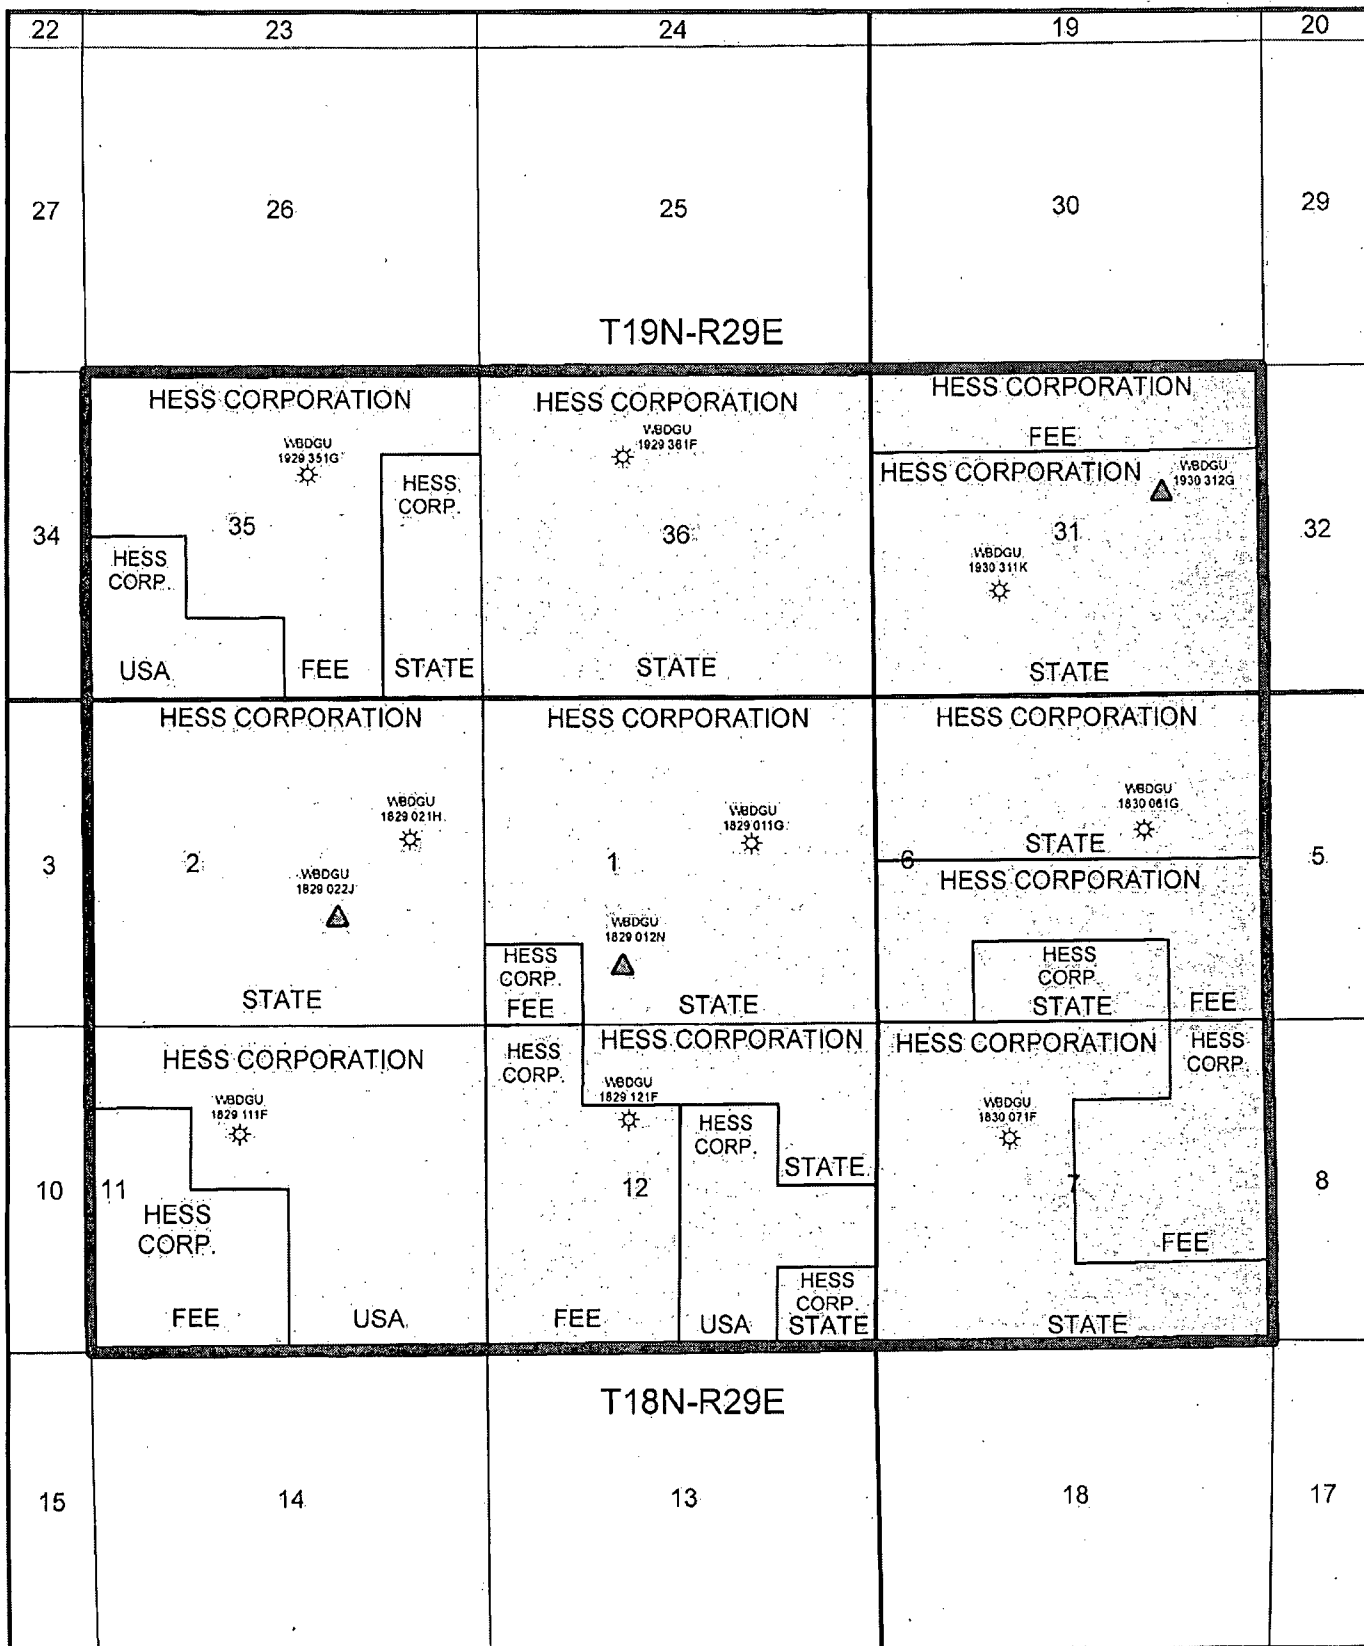 22 23 24 19 20
27 26 25 30 29
T19N-R29E
HESS CORPORATION
WBDGU
1929 351G
35
HESS
CORP.
HESS
CORP.
USA FEE STATE
HESS CORPORATION
WBDGU
1929 361F
36
STATE
HESS CORPORATION
FEE
HESS CORPORATION
WBDGU
1930 312G
31
WBDGU
1930 311K
STATE
34
32
HESS CORPORATION
WBDGU
1829 021H
2
WBDGU
1829 022J
STATE
HESS CORPORATION
WBDGU
1829 011G
1
WBDGU
1829 012N
HESS
CORP.
FEE
STATE
HESS CORPORATION
WBDGU
1830 061G
STATE
6
HESS CORPORATION
HESS
CORP.
STATE
FEE
3
5
HESS CORPORATION
WBDGU
1829 111F
10 11
HESS
CORP.
FEE USA
HESS
CORP.
HESS CORPORATION
WBDGU
1829 121F
HESS
CORP.
STATE
12
FEE USA
HESS
CORP.
STATE
HESS CORPORATION
HESS
CORP.
WBDGU
1830 071F
7
FEE
STATE
8
T18N-R29E
15 14 13 18 17